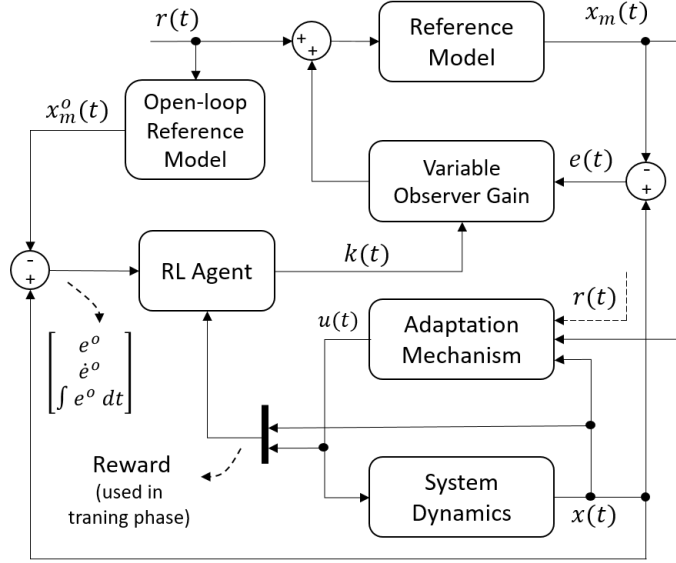 r(t)
x_m(t)
+
+
Reference
Model
x_m^o(t)
Open-loop
Reference
Model
Variable
Observer Gain
e(t)
-
+
-
+
RL Agent
k(t)
r(t)
u(t)
Adaptation
Mechanism
e^o
ė^o
∫ e^o dt
Reward
(used in
traning phase)
System
Dynamics
x(t)